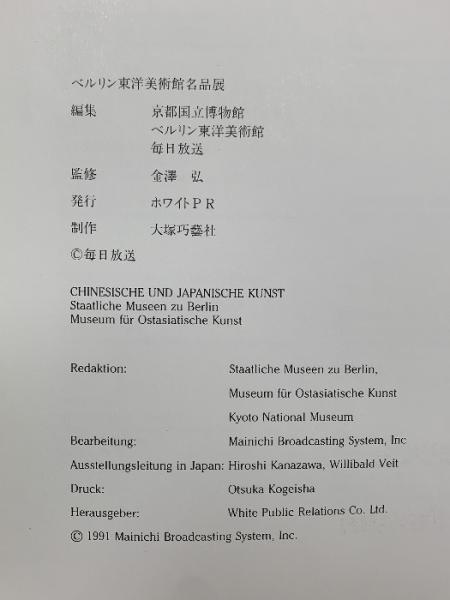 ベルリン東洋美術館名品展
編集 京都国立博物館
ベルリン東洋美術館
毎日放送
監修 金澤 弘
発行 ホワイトPR
制作 大塚巧藝社
©毎日放送
CHINESISCHE UND JAPANISCHE KUNST
Staatliche Museen zu Berlin
Museum für Ostasiatische Kunst
Redaktion: Staatliche Museen zu Berlin,
Museum für Ostasiatische Kunst
Kyoto National Museum
Bearbeitung: Mainichi Broadcasting System, Inc
Ausstellungsleitung in Japan: Hiroshi Kanazawa, Willibald Veit
Druck: Otsuka Kogeisha
Herausgeber: White Public Relations Co. Ltd.
© 1991 Mainichi Broadcasting System, Inc.